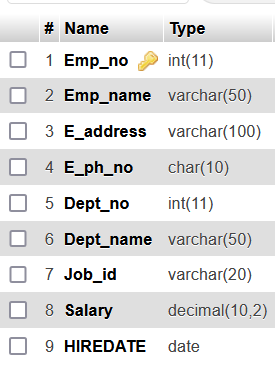 # Name Type
1 Emp_no int(11)
2 Emp_name varchar(50)
3 E_address varchar(100)
4 E_ph_no char(10)
5 Dept_no int(11)
6 Dept_name varchar(50)
7 Job_id varchar(20)
8 Salary decimal(10,2)
9 HIREDATE date